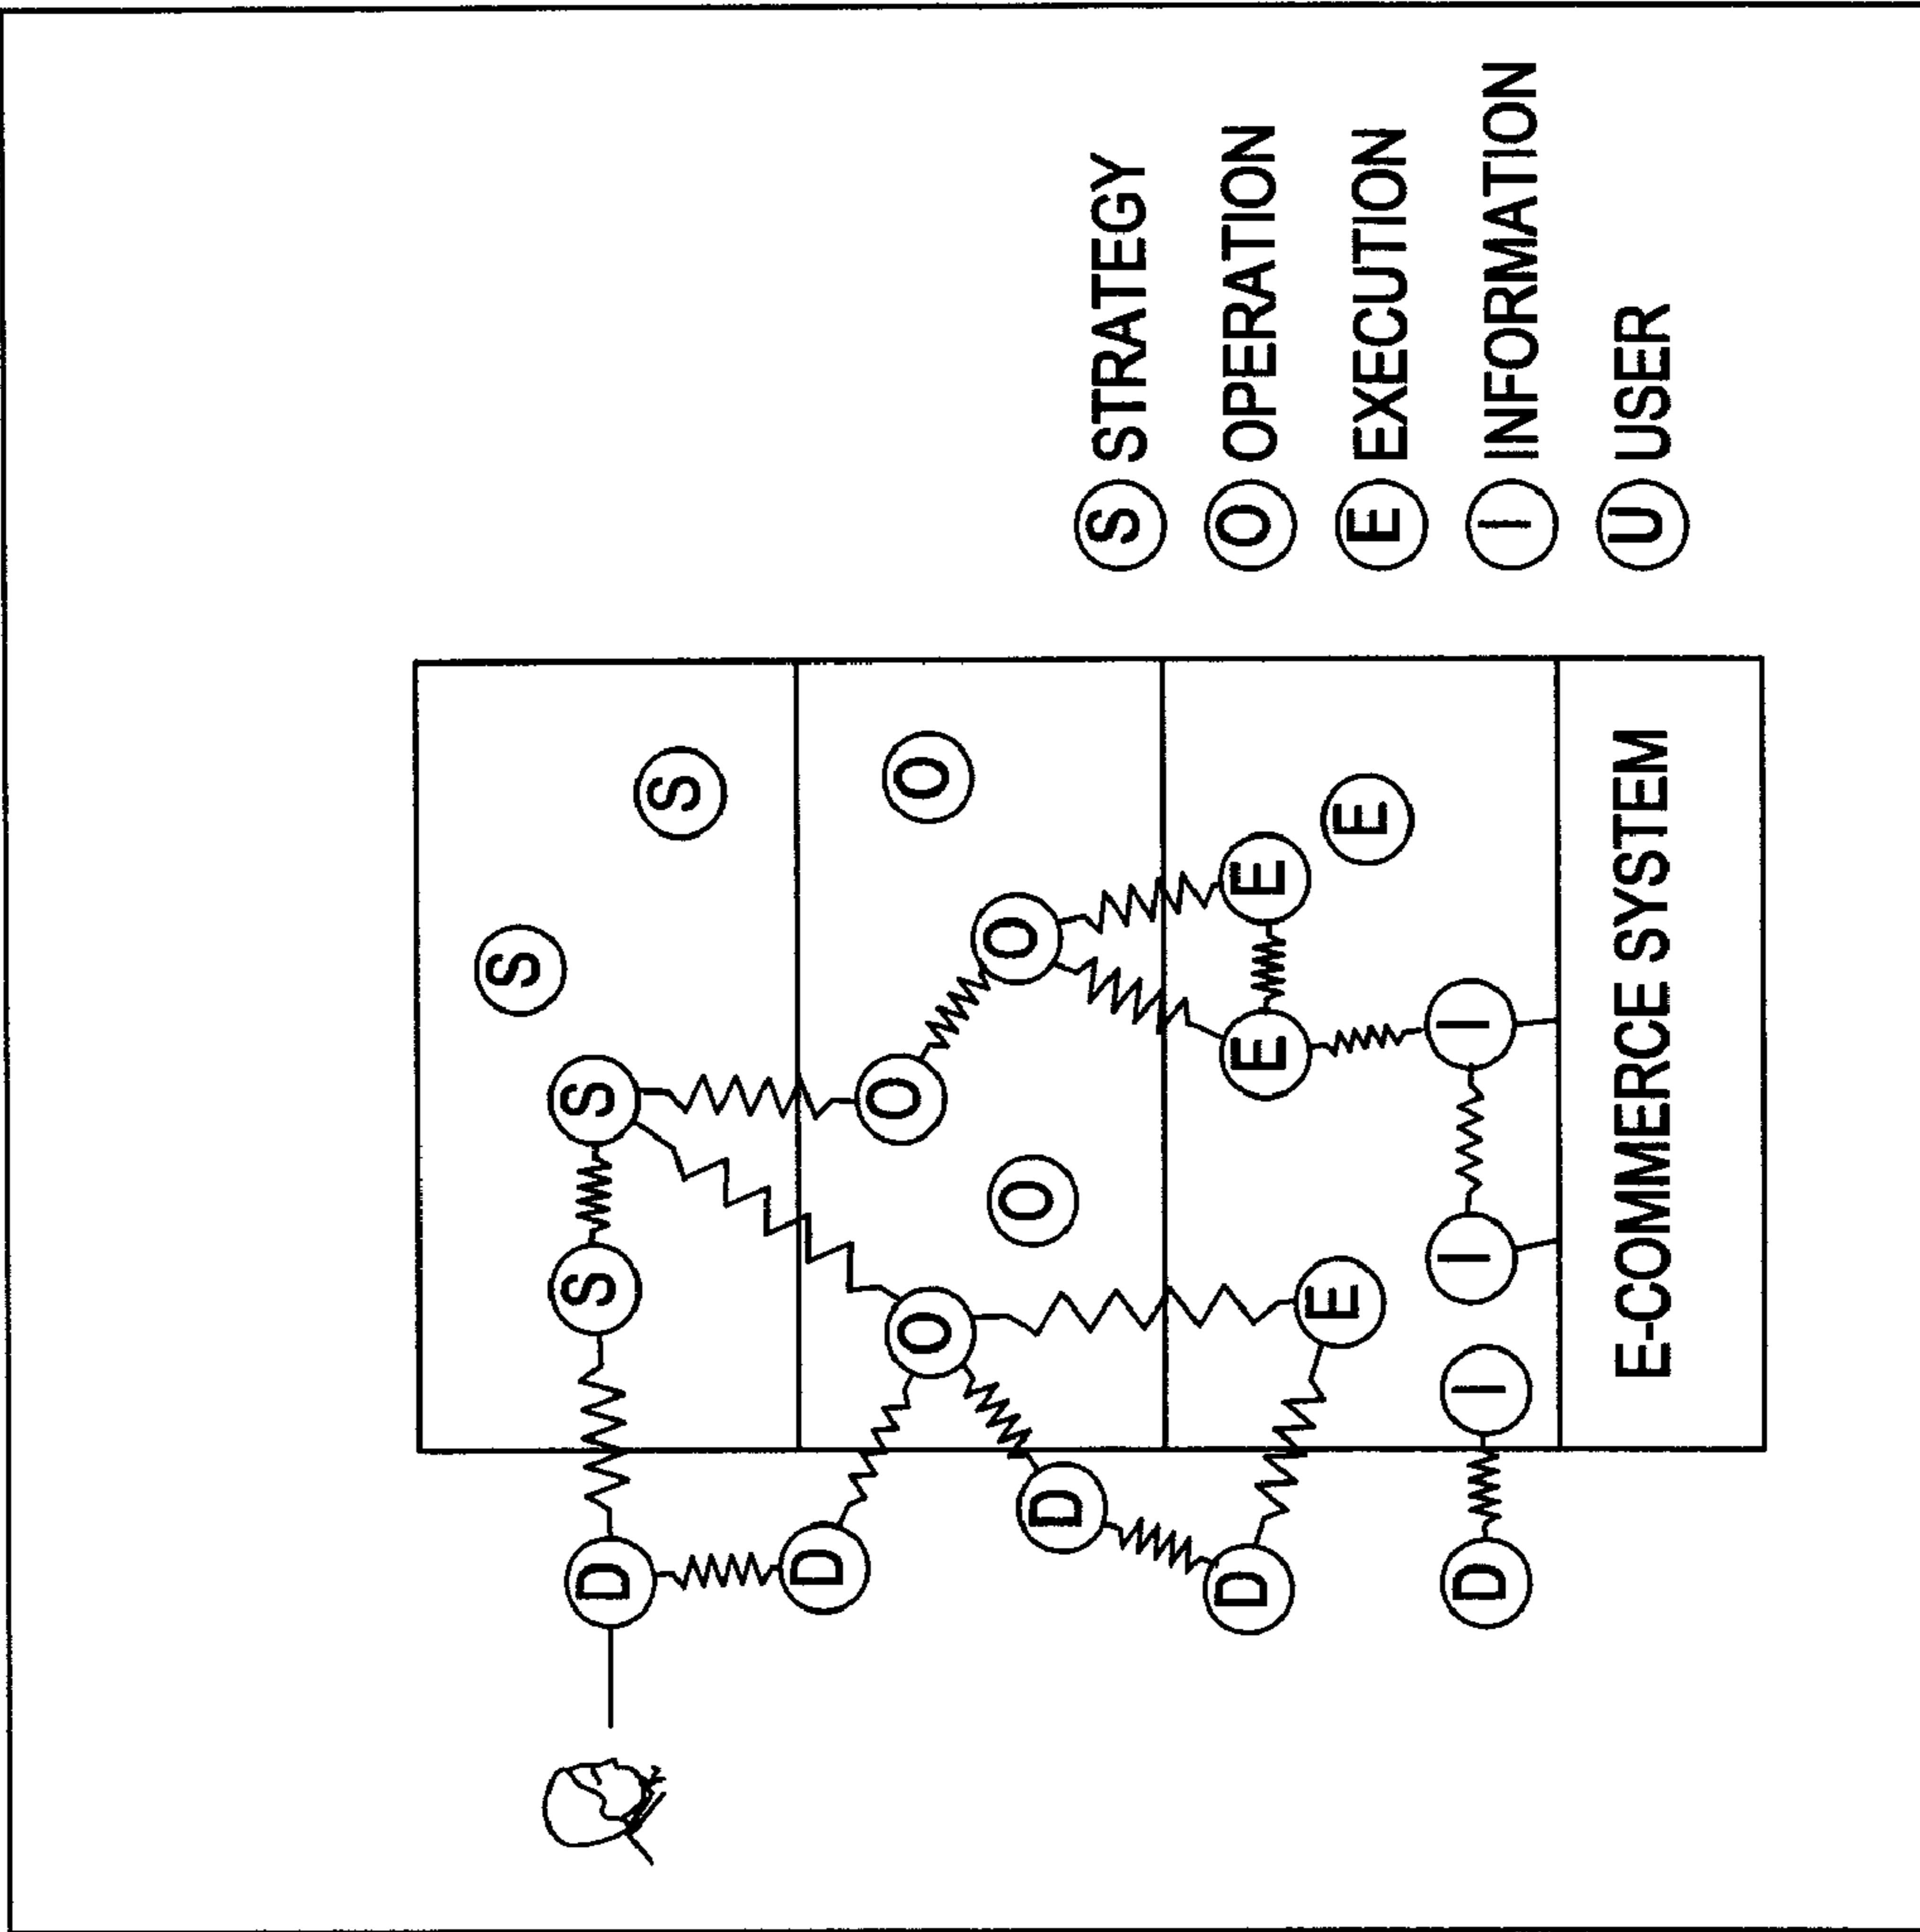 S
D S S
S
D O O O
O
D O
D E E
E E
D I I I
E-COMMERCE SYSTEM
S STRATEGY
O OPERATION
E EXECUTION
I INFORMATION
U USER